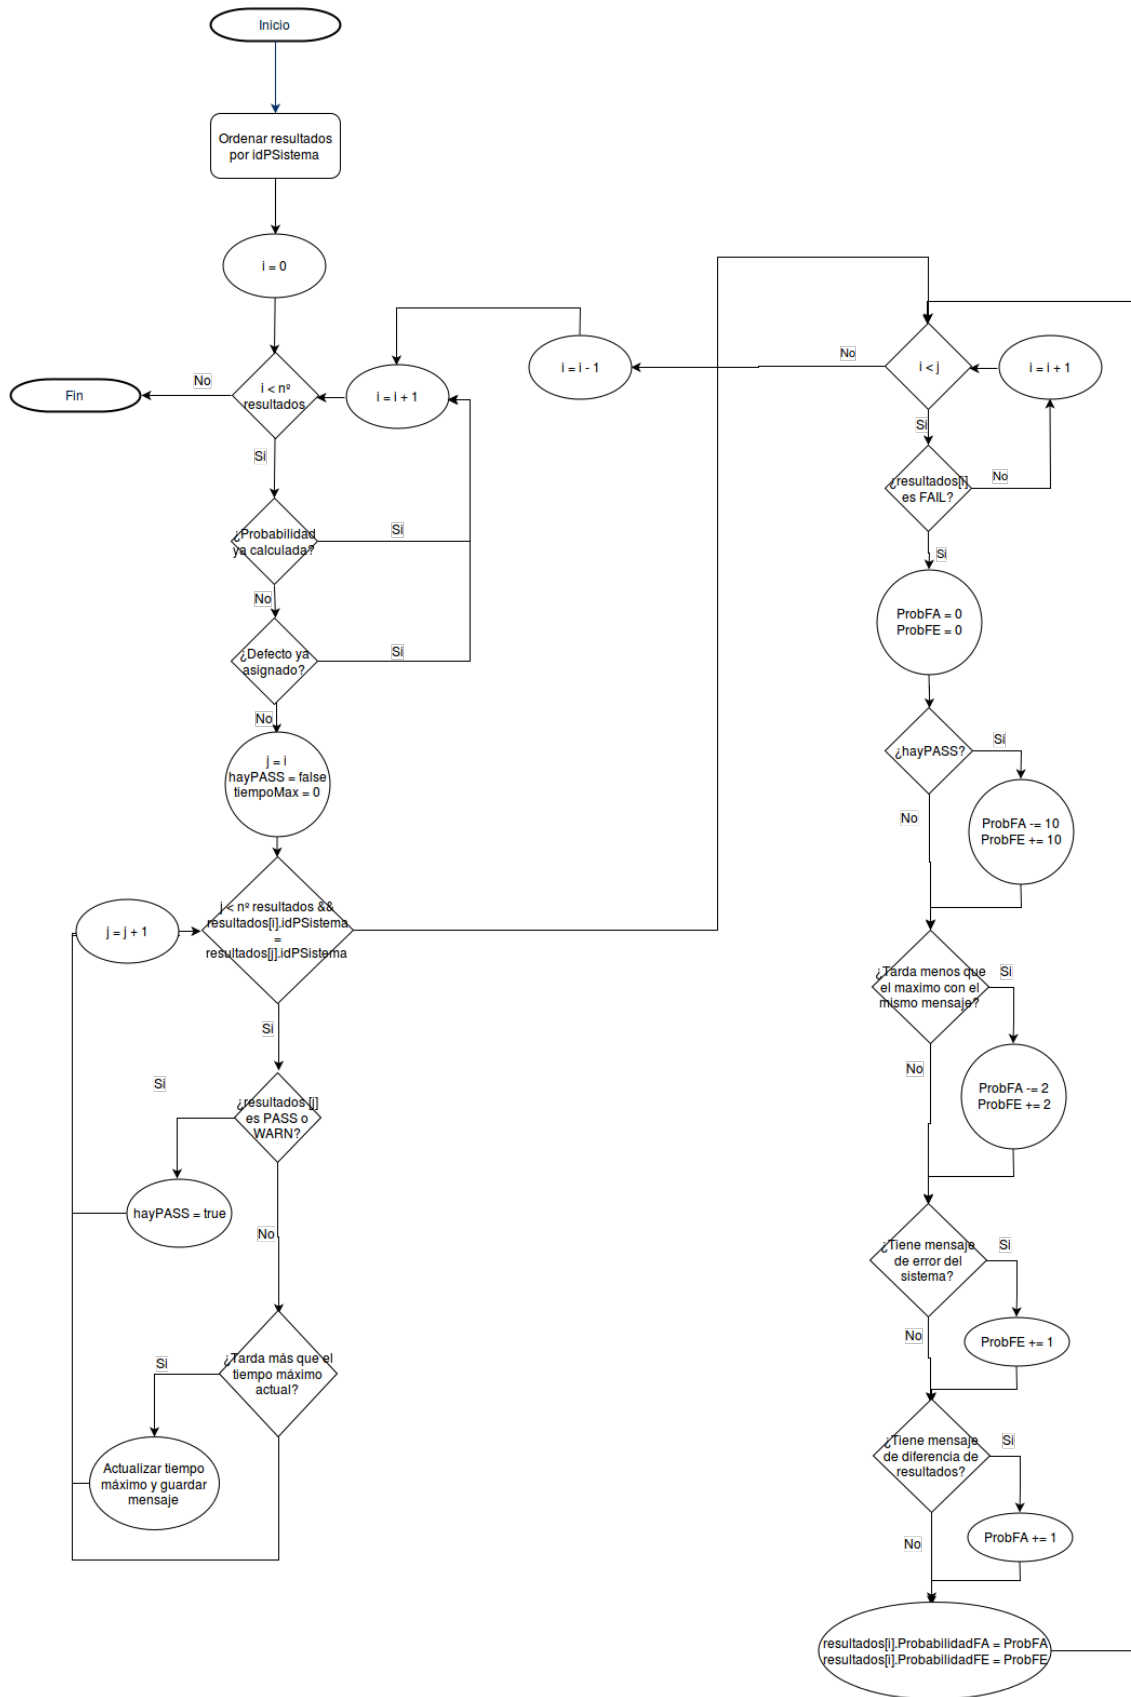 Inicio
Ordenar resultados
por idPSistema
i = 0
i < nº
resultados
No
Fin
i = i + 1
i = i - 1
Si
¿Probabilidad
ya calculada?
Si
No
¿Defecto ya
asignado?
Si
No
j = i
hayPASS = false
tiempoMax = 0
j < nº resultados &&
resultados[i].idPSistema
=
resultados[j].idPSistema
j = j + 1
Si
¿resultados [j]
es PASS o
WARN?
Si
hayPASS = true
No
¿Tarda más que el
tiempo máximo
actual?
Si
Actualizar tiempo
máximo y guardar
mensaje
i < j
No
i = i + 1
Si
¿resultados[i]
es FAIL?
No
Si
ProbFA = 0
ProbFE = 0
¿hayPASS?
Si
ProbFA -= 10
ProbFE += 10
No
¿Tarda menos que
el maximo con el
mismo mensaje?
Si
ProbFA -= 2
ProbFE += 2
No
¿Tiene mensaje
de error del
sistema?
Si
ProbFE += 1
No
¿Tiene mensaje
de diferencia de
resultados?
Si
ProbFA += 1
No
resultados[i].ProbabilidadFA = ProbFA
resultados[i].ProbabilidadFE = ProbFE